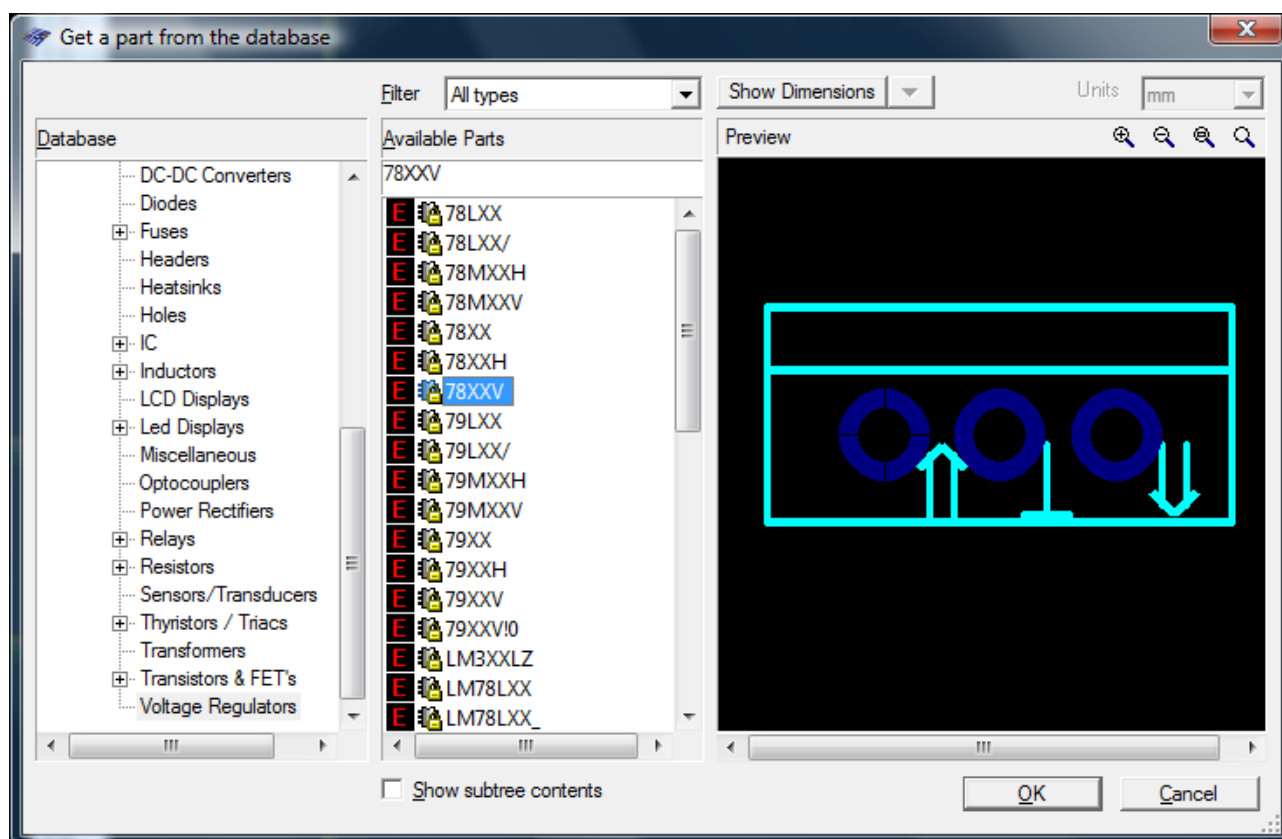 Get a part from the database
Filter All types Show Dimensions Units mm
Database
DC-DC Converters
Diodes
Fuses
Headers
Heatsinks
Holes
IC
Inductors
LCD Displays
Led Displays
Miscellaneous
Optocouplers
Power Rectifiers
Relays
Resistors
Sensors/Transducers
Thyristors / Triacs
Transformers
Transistors & FET's
Voltage Regulators
Available Parts
78XXV
E 78LXX
E 78LXX/
E 78MXXH
E 78MXXV
E 78XX
E 78XXH
E 78XXV
E 79LXX
E 79LXX/
E 79MXXH
E 79MXXV
E 79XX
E 79XXH
E 79XXV
E 79XXV!0
E LM3XXLZ
E LM78LXX
E LM78LXX_
Preview
Show subtree contents
OK Cancel